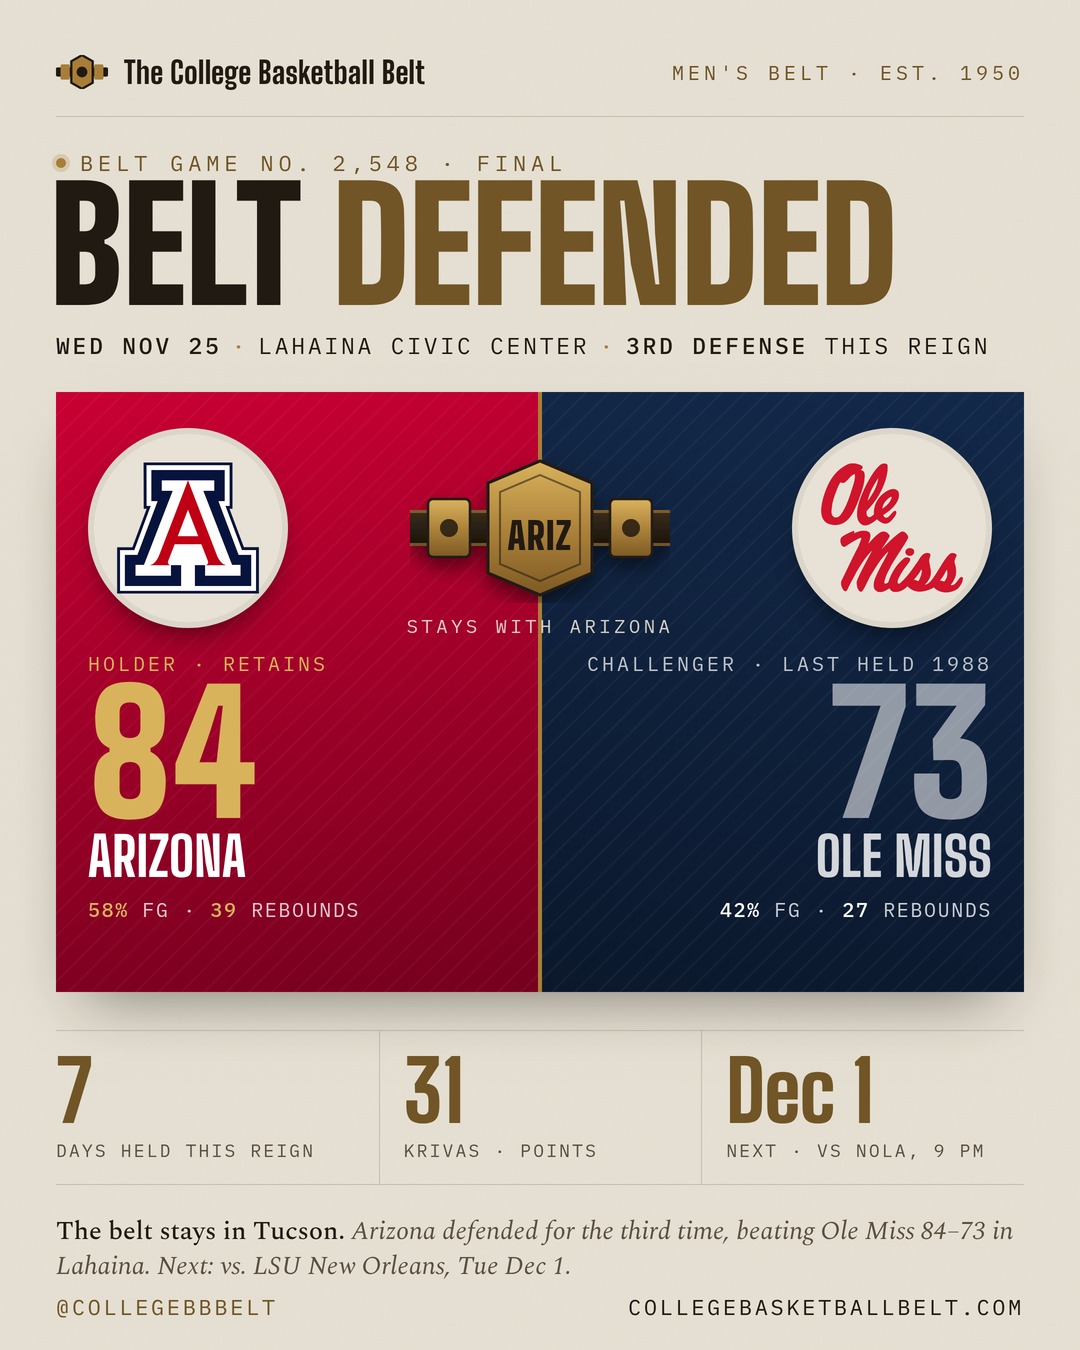 The College Basketball Belt
MEN'S BELT · EST. 1950
BELT GAME NO. 2,548 · FINAL
BELT DEFENDED
WED NOV 25 · LAHAINA CIVIC CENTER · 3RD DEFENSE THIS REIGN
A
Ole
Miss
ARIZ
STAYS WITH ARIZONA
HOLDER · RETAINS
84
ARIZONA
58% FG · 39 REBOUNDS
CHALLENGER · LAST HELD 1988
73
OLE MISS
42% FG · 27 REBOUNDS
7
DAYS HELD THIS REIGN
31
KRIVAS · POINTS
Dec 1
NEXT · VS NOLA, 9 PM
The belt stays in Tucson. Arizona defended for the third time, beating Ole Miss 84–73 in
Lahaina. Next: vs. LSU New Orleans, Tue Dec 1.
@COLLEGEBBBELT
COLLEGEBASKETBALLBELT.COM